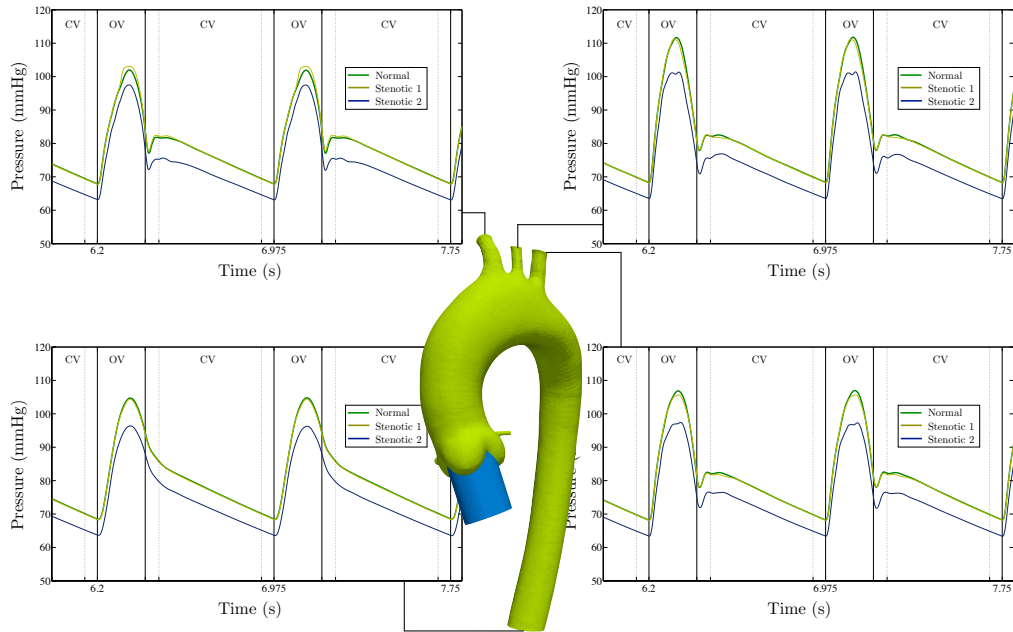 CV OV CV OV CV
120
110
100
90
80
70
60
50
Pressure (mmHg)
Normal
Stenotic 1
Stenotic 2
6.2 6.975 7.75
Time (s)
CV OV CV OV CV
120
110
100
90
80
70
60
50
Pressure (mmHg)
Normal
Stenotic 1
Stenotic 2
6.2 6.975 7.75
Time (s)
CV OV CV OV CV
120
110
100
90
80
70
60
50
Pressure (mmHg)
Normal
Stenotic 1
Stenotic 2
6.2 6.975 7.75
Time (s)
CV OV CV OV CV
120
110
100
90
80
70
60
50
Pressure (
Normal
Stenotic 1
Stenotic 2
6.2 6.975 7.75
Time (s)